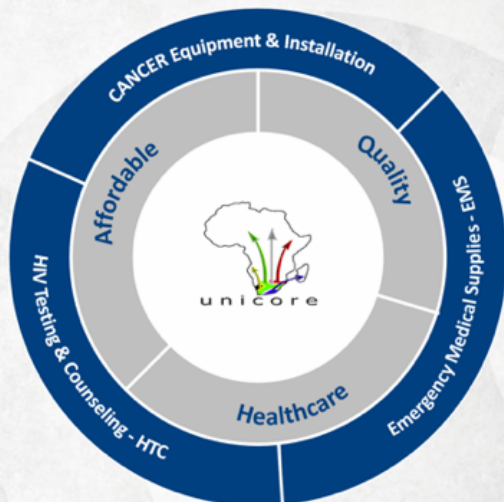 CANCER Equipment & Installation
Emergency Medical Supplies - EMS
HIV Testing & Counseling - HTC
Affordable
Quality
Healthcare
unicore